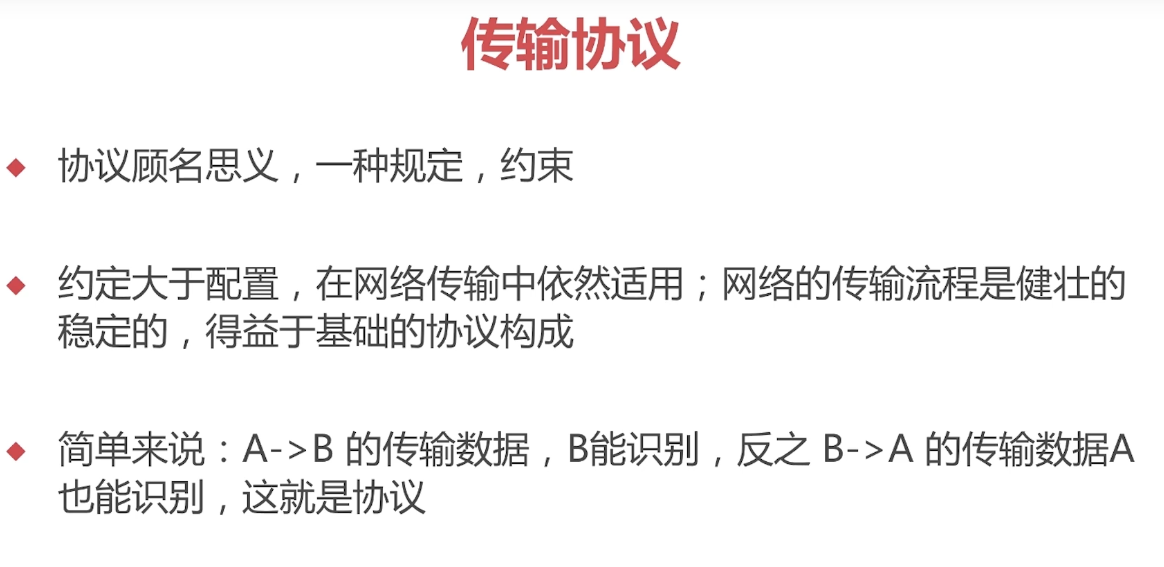 传输协议
协议顾名思义，一种规定，约束
约定大于配置，在网络传输中依然适用；网络的传输流程是健壮的
稳定的，得益于基础的协议构成
简单来说：A->B 的传输数据，B能识别，反之 B->A 的传输数据A
也能识别，这就是协议